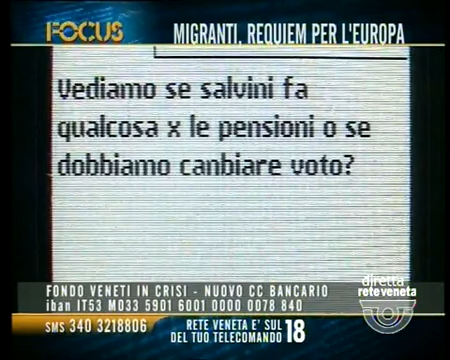 FOCUS
MIGRANTI, REQUIEM PER L'EUROPA
Vediamo se salvini fa
qualcosa x le pensioni o se
dobbiamo canbiare voto?
diretta
reteveneta
FONDO VENETI IN CRISI - NUOVO CC BANCARIO
iban IT53 M033 5901 6001 0000 0078 840
SMS 340 3218806
RETE VENETA E' SUL
DEL TUO TELECOMANDO 18